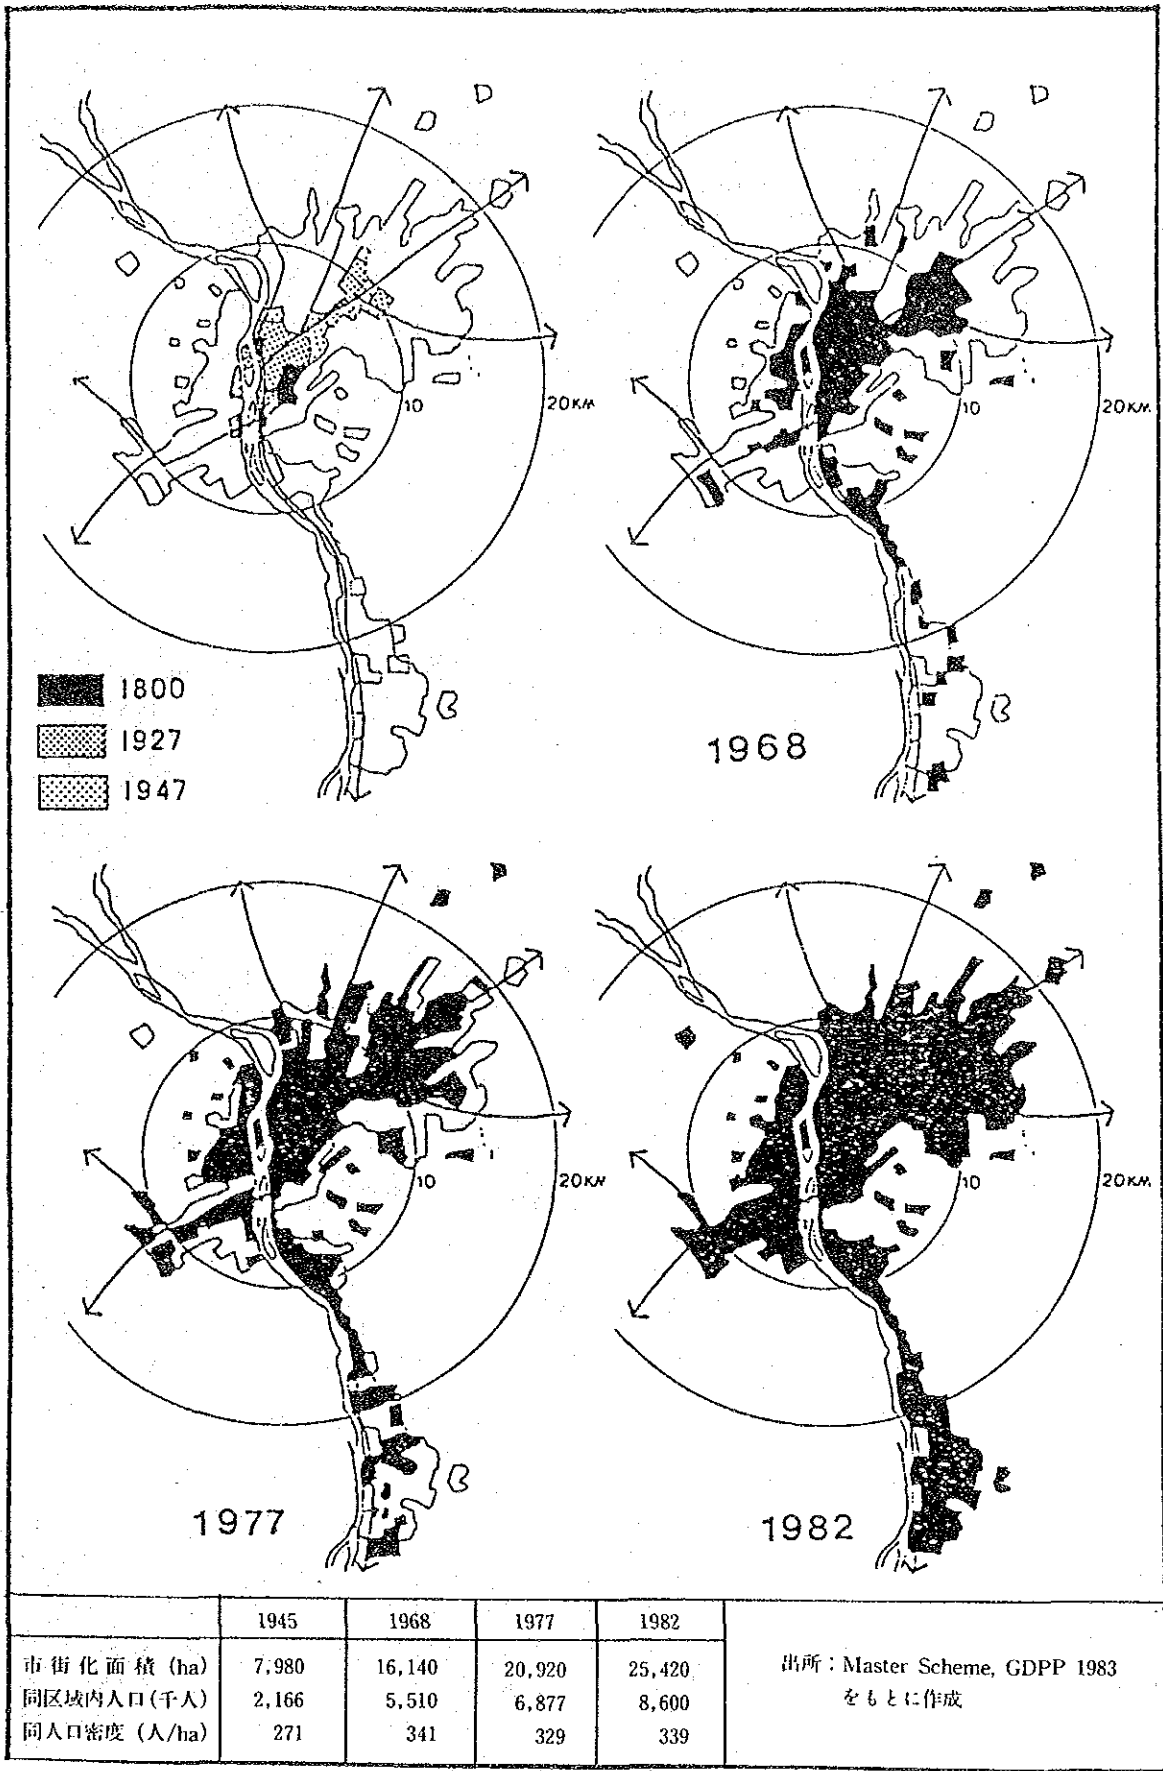 10
20KM
1800
1927
1947
10
20KM
1968
10
20KM
1977
10
20KM
1982
1945 1968 1977 1982
市街化面積 (ha) 7,980 16,140 20,920 25,420
同区域内人口(千人) 2,166 5,510 6,877 8,600
同人口密度 (人/ha) 271 341 329 339
出所：Master Scheme, GDPP 1983
をもとに作成